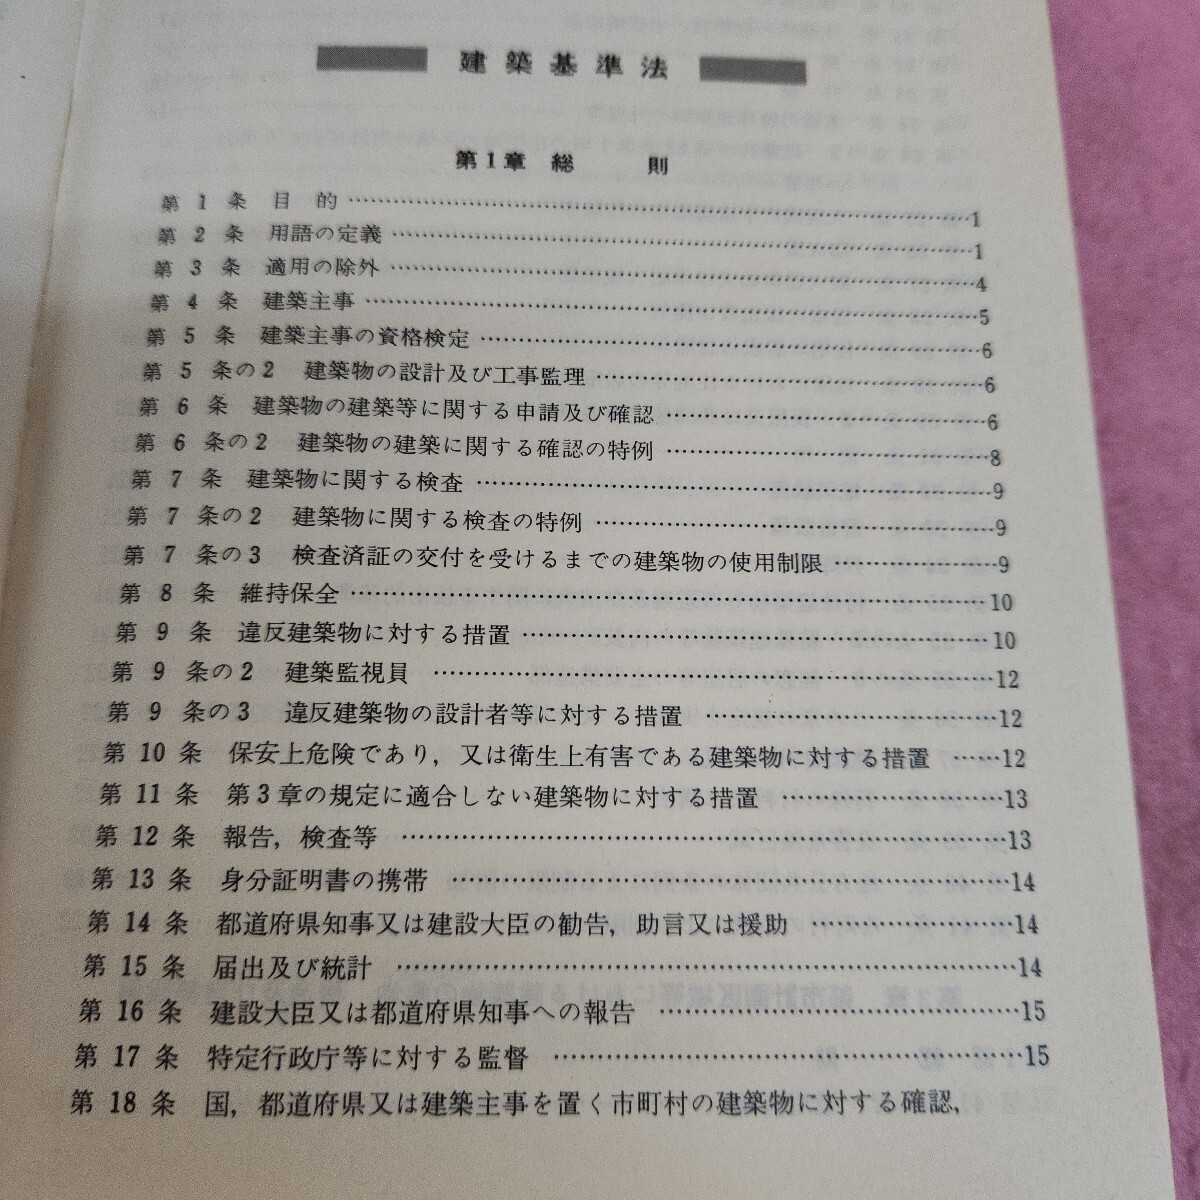 建築基準法
第1章 総 則
第 1 条 目 的 …… 1
第 2 条 用語の定義 …… 1
第 3 条 適用の除外 …… 4
第 4 条 建築主事 …… 5
第 5 条 建築主事の資格検定 …… 6
第 5 条の2 建築物の設計及び工事監理 …… 6
第 6 条 建築物の建築等に関する申請及び確認 …… 6
第 6 条の2 建築物の建築に関する確認の特例 …… 8
第 7 条 建築物に関する検査 …… 9
第 7 条の2 建築物に関する検査の特例 …… 9
第 7 条の3 検査済証の交付を受けるまでの建築物の使用制限 …… 9
第 8 条 維持保全 …… 10
第 9 条 違反建築物に対する措置 …… 10
第 9 条の2 建築監視員 …… 12
第 9 条の3 違反建築物の設計者等に対する措置 …… 12
第 10 条 保安上危険であり，又は衛生上有害である建築物に対する措置 …… 12
第 11 条 第3章の規定に適合しない建築物に対する措置 …… 13
第 12 条 報告，検査等 …… 13
第 13 条 身分証明書の携帯 …… 14
第 14 条 都道府県知事又は建設大臣の勧告，助言又は援助 …… 14
第 15 条 届出及び統計 …… 14
第 16 条 建設大臣又は都道府県知事への報告 …… 15
第 17 条 特定行政庁等に対する監督 …… 15
第 18 条 国，都道府県又は建築主事を置く市町村の建築物に対する確認，